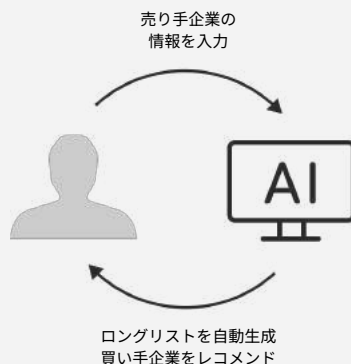 売り手企業の
情報を入力
AI
ロングリストを自動生成
買い手企業をレコメンド